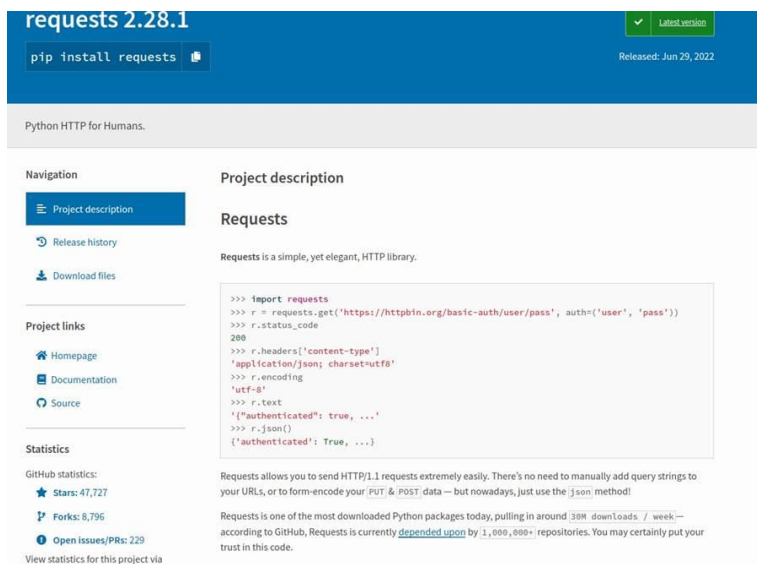 requests 2.28.1
pip install requests
Latest version
Released: Jun 29, 2022
Python HTTP for Humans.
Navigation
Project description
Release history
Download files
Project links
Homepage
Documentation
Source
Statistics
GitHub statistics:
Stars: 47,727
Forks: 8,796
Open issues/PRs: 229
View statistics for this project via
Project description
Requests
Requests is a simple, yet elegant, HTTP library.
>>> import requests
>>> r = requests.get('https://httpbin.org/basic-auth/user/pass', auth=('user', 'pass'))
>>> r.status_code
200
>>> r.headers['content-type']
'application/json; charset=utf8'
>>> r.encoding
'utf-8'
>>> r.text
'{"authenticated": true, ...'
>>> r.json()
{'authenticated': True, ...}
Requests allows you to send HTTP/1.1 requests extremely easily. There's no need to manually add query strings to
your URLs, or to form-encode your PUT & POST data — but nowadays, just use the json method!
Requests is one of the most downloaded Python packages today, pulling in around 30M downloads / week—
according to GitHub, Requests is currently depended upon by 1,000,000+ repositories. You may certainly put your
trust in this code.